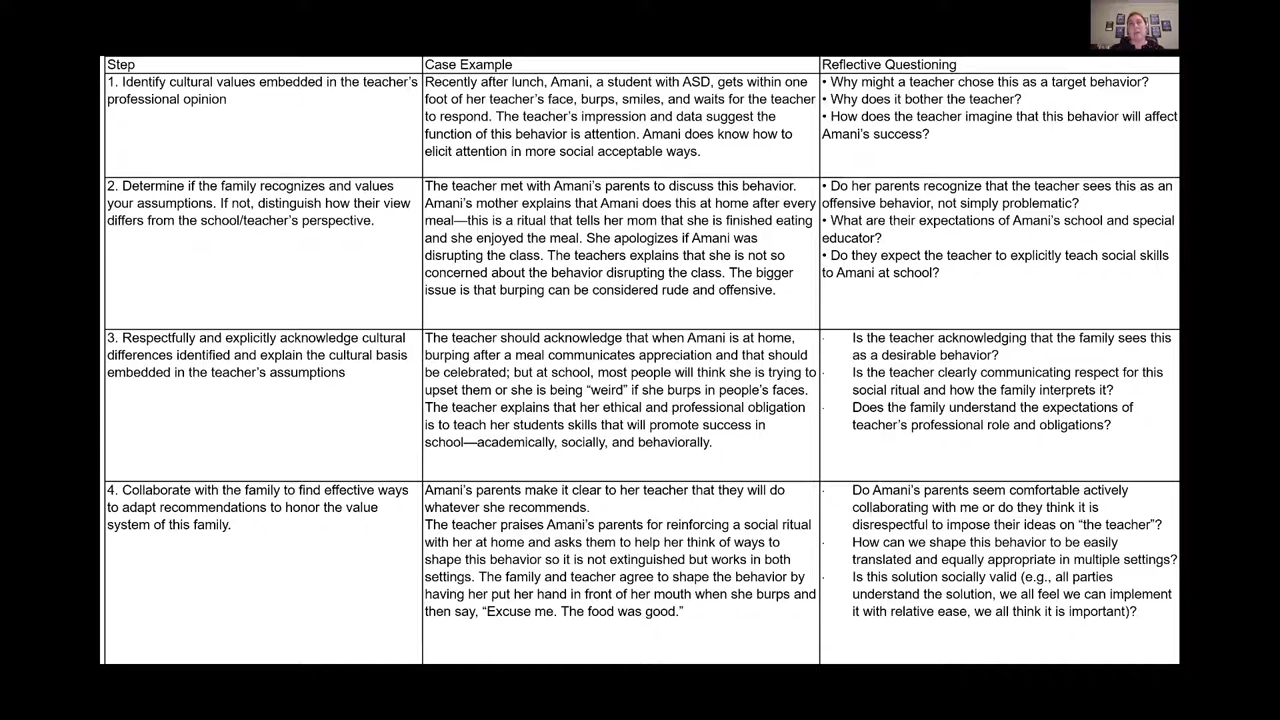 Step
Case Example
Reflective Questioning
1. Identify cultural values embedded in the teacher's
professional opinion
Recently after lunch, Amani, a student with ASD, gets within one
foot of her teacher's face, burps, smiles, and waits for the teacher
to respond. The teacher's impression and data suggest the
function of this behavior is attention. Amani does know how to
elicit attention in more social acceptable ways.
• Why might a teacher chose this as a target behavior?
• Why does it bother the teacher?
• How does the teacher imagine that this behavior will affect
Amani's success?
2. Determine if the family recognizes and values
your assumptions. If not, distinguish how their view
differs from the school/teacher's perspective.
The teacher met with Amani's parents to discuss this behavior.
Amani's mother explains that Amani does this at home after every
meal—this is a ritual that tells her mom that she is finished eating
and she enjoyed the meal. She apologizes if Amani was
disrupting the class. The teachers explains that she is not so
concerned about the behavior disrupting the class. The bigger
issue is that burping can be considered rude and offensive.
• Do her parents recognize that the teacher sees this as an
offensive behavior, not simply problematic?
• What are their expectations of Amani's school and special
educator?
• Do they expect the teacher to explicitly teach social skills
to Amani at school?
3. Respectfully and explicitly acknowledge cultural
differences identified and explain the cultural basis
embedded in the teacher's assumptions
The teacher should acknowledge that when Amani is at home,
burping after a meal communicates appreciation and that should
be celebrated; but at school, most people will think she is trying to
upset them or she is being "weird" if she burps in people's faces.
The teacher explains that her ethical and professional obligation
is to teach her students skills that will promote success in
school—academically, socially, and behaviorally.
· Is the teacher acknowledging that the family sees this
as a desirable behavior?
· Is the teacher clearly communicating respect for this
social ritual and how the family interprets it?
· Does the family understand the expectations of
teacher's professional role and obligations?
4. Collaborate with the family to find effective ways
to adapt recommendations to honor the value
system of this family.
Amani's parents make it clear to her teacher that they will do
whatever she recommends.
The teacher praises Amani's parents for reinforcing a social ritual
with her at home and asks them to help her think of ways to
shape this behavior so it is not extinguished but works in both
settings. The family and teacher agree to shape the behavior by
having her put her hand in front of her mouth when she burps and
then say, "Excuse me. The food was good."
· Do Amani's parents seem comfortable actively
collaborating with me or do they think it is
disrespectful to impose their ideas on "the teacher"?
· How can we shape this behavior to be easily
translated and equally appropriate in multiple settings?
· Is this solution socially valid (e.g., all parties
understand the solution, we all feel we can implement
it with relative ease, we all think it is important)?